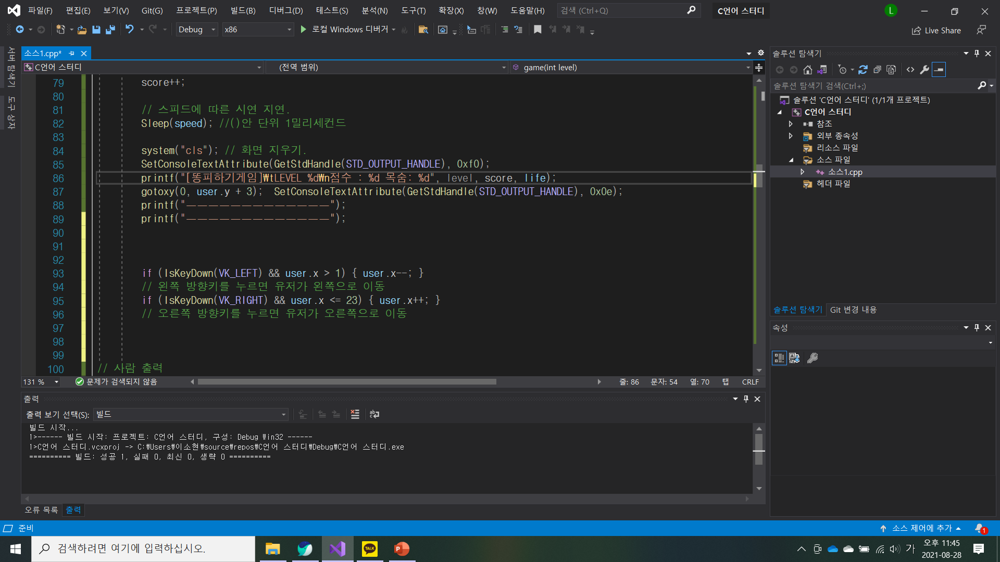 파일(F) 편집(E) 보기(V) Git(G) 프로젝트(P) 빌드(B) 디버그(D) 테스트(S) 분석(N) 도구(T) 확장(X) 창(W) 도움말(H) 검색 (Ctrl+Q) C언어 스터디 L
Debug x86 로컬 Windows 디버거 Live Share
서버 탐색기
도구 상자
소스1.cpp*
C언어 스터디 (전역 범위) game(int level)
79 score++;
80
81 // 스피드에 따른 시연 지연.
82 Sleep(speed); //()안 단위 1밀리세컨드
83
84 system("cls"); // 화면 지우기.
85 SetConsoleTextAttribute(GetStdHandle(STD_OUTPUT_HANDLE), 0xf0);
86 printf("[똥피하기게임]₩tLEVEL %d₩n점수 : %d 목숨: %d", level, score, life);
87 gotoxy(0, user.y + 3); SetConsoleTextAttribute(GetStdHandle(STD_OUTPUT_HANDLE), 0x0e);
88 printf("─────────────");
89 printf("─────────────");
90
91
92
93 if (IsKeyDown(VK_LEFT) && user.x > 1) { user.x--; }
94 // 왼쪽 방향키를 누르면 유저가 왼쪽으로 이동
95 if (IsKeyDown(VK_RIGHT) && user.x <= 23) { user.x++; }
96 // 오른쪽 방향키를 누르면 유저가 오른쪽으로 이동
97
98
99
100 // 사람 출력
131 % 문제가 검색되지 않음 줄: 86 문자: 54 열: 70 탭 CRLF
출력
출력 보기 선택(S): 빌드
빌드 시작...
1>------ 빌드 시작: 프로젝트: C언어 스터디, 구성: Debug Win32 ------
1>C언어 스터디.vcxproj -> C:₩Users₩이소현₩source₩repos₩C언어 스터디₩Debug₩C언어 스터디.exe
========== 빌드: 성공 1, 실패 0, 최신 0, 생략 0 ==========
오류 목록 출력
솔루션 탐색기
솔루션 탐색기 검색(Ctrl+;)
솔루션 'C언어 스터디' (1/1개 프로젝트)
C언어 스터디
참조
외부 종속성
리소스 파일
소스 파일
소스1.cpp
헤더 파일
솔루션 탐색기 Git 변경 내용
속성
준비 소스 제어에 추가 1
검색하려면 여기에 입력하십시오. TALK P 가 오후 11:45
2021-08-28